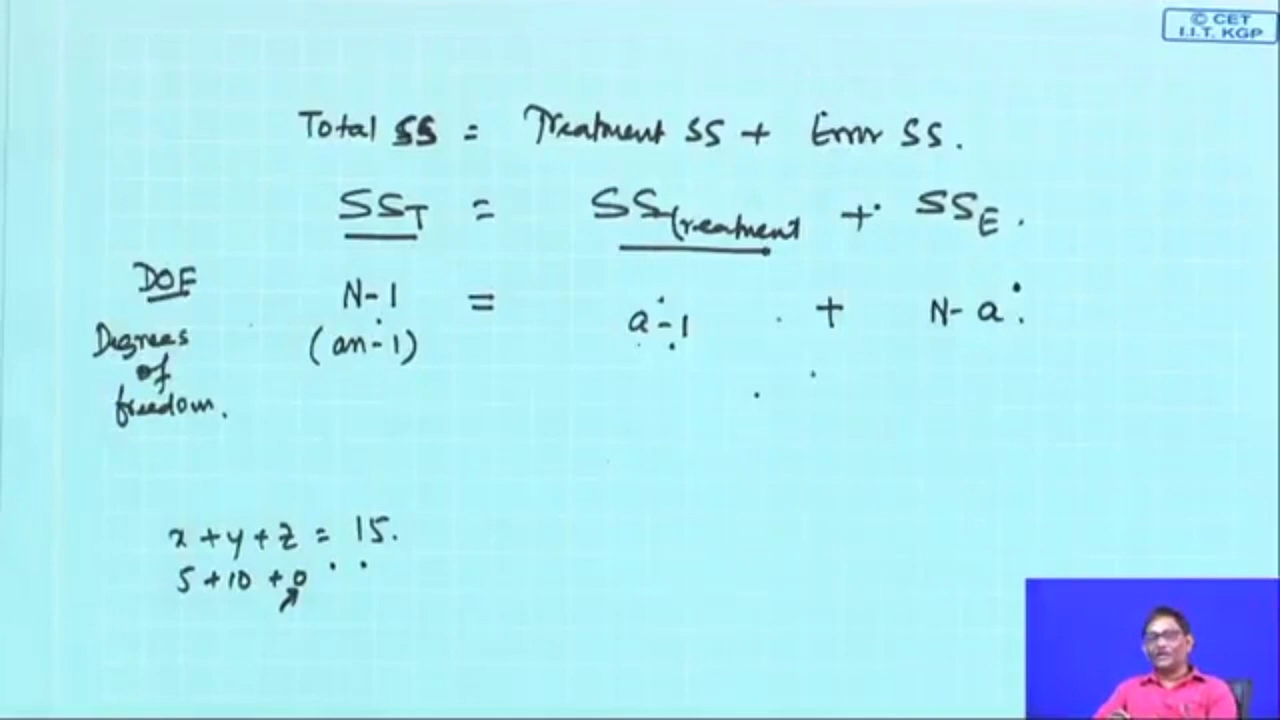 © CET
I.I.T. KGP
Total SS = Treatment SS + Error SS.
SST = SStreatment + SSE.
DOF N-1 = a-1 + N-a.
Degrees (an-1)
of
freedom.
x + y + z = 15.
5 + 10 + 0